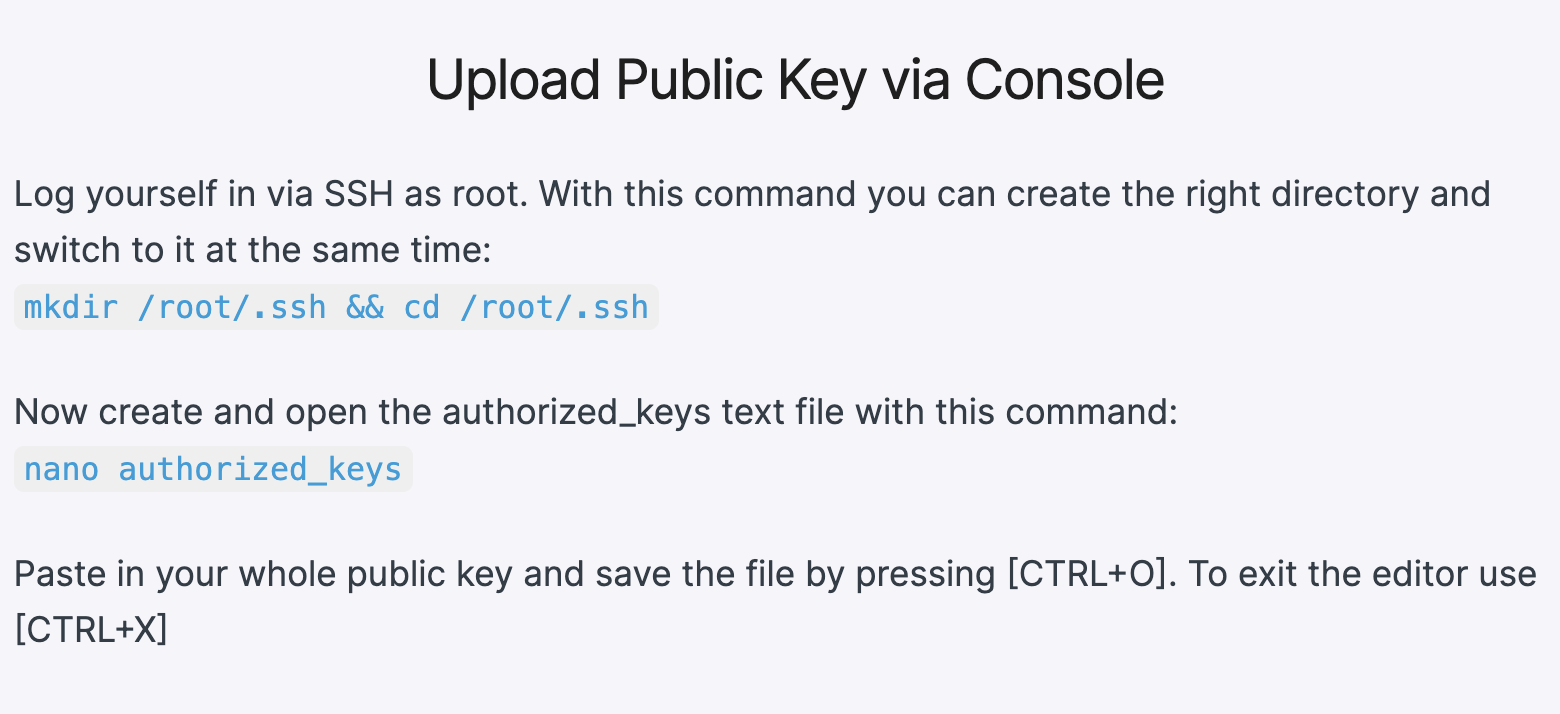 Upload Public Key via Console
Log yourself in via SSH as root. With this command you can create the right directory and
switch to it at the same time:
mkdir /root/.ssh && cd /root/.ssh
Now create and open the authorized_keys text file with this command:
nano authorized_keys
Paste in your whole public key and save the file by pressing [CTRL+O]. To exit the editor use
[CTRL+X]